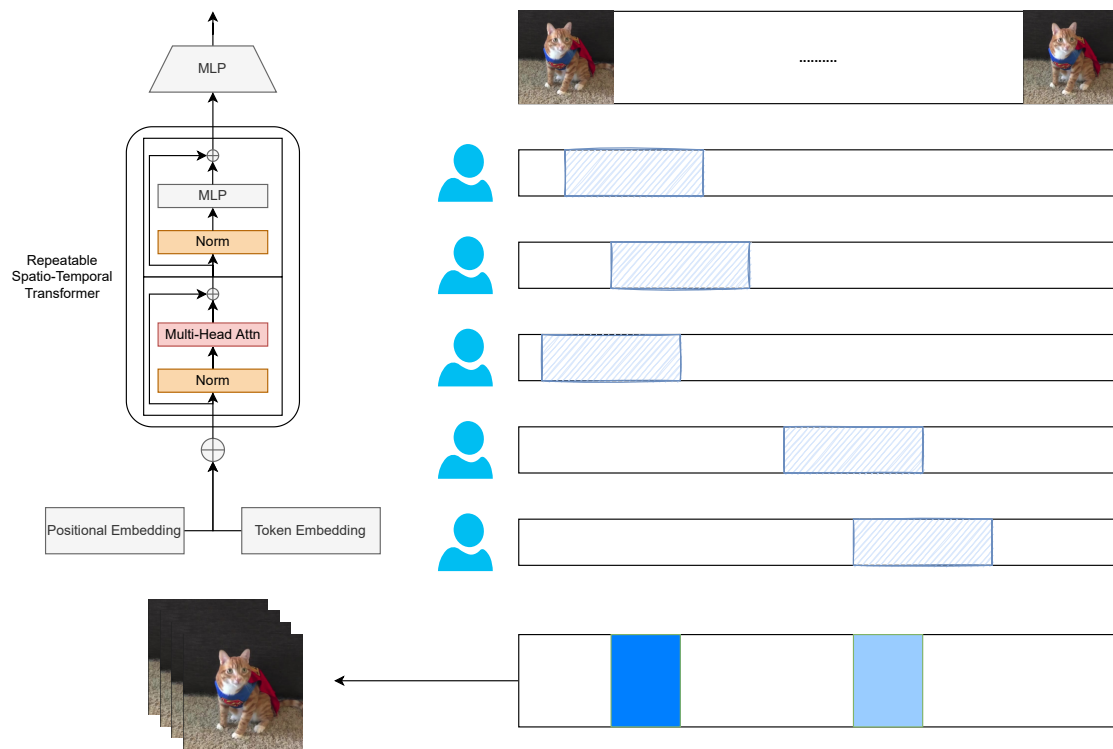 MLP
..........
MLP
Norm
Repeatable
Spatio-Temporal
Transformer
Multi-Head Attn
Norm
Positional Embedding
Token Embedding